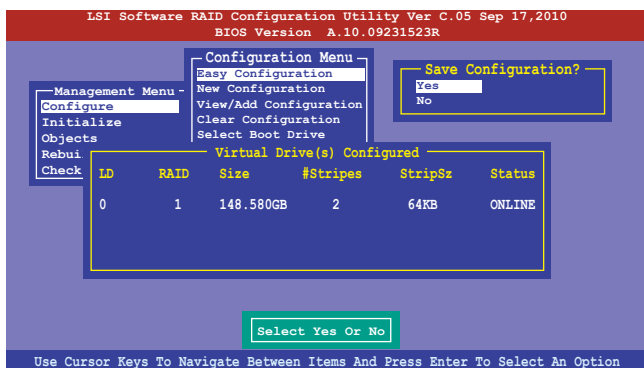 LSI Software RAID Configuration Utility Ver C.05 Sep 17,2010
BIOS Version A.10.09231523R
Configuration Menu
Easy Configuration
New Configuration
View/Add Configuration
Clear Configuration
Select Boot Drive
Save Configuration?
Yes
No
Management Menu
Configure
Initialize
Objects
Rebui
Check
Virtual Drive(s) Configured
LD RAID Size #Stripes StripSz Status
0 1 148.580GB 2 64KB ONLINE
Select Yes Or No
Use Cursor Keys To Navigate Between Items And Press Enter To Select An Option